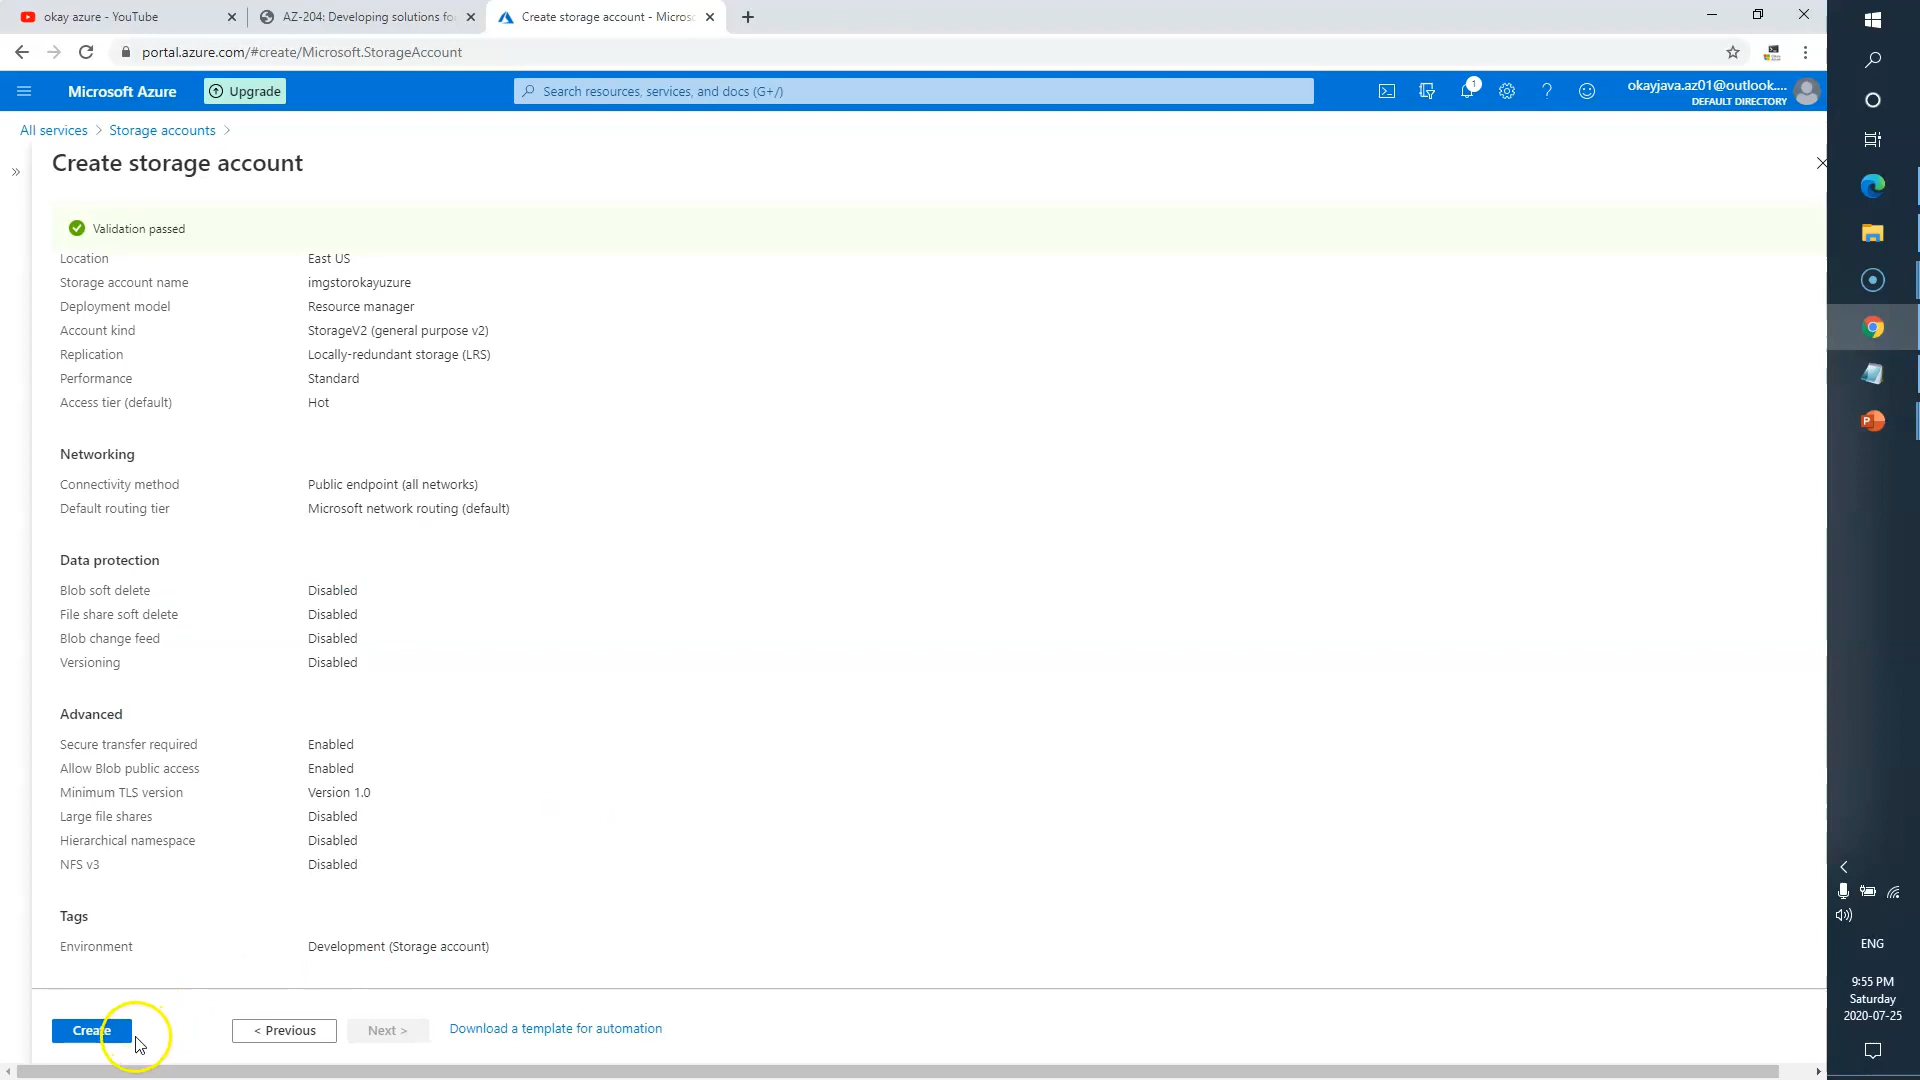 okay azure - YouTube
AZ-204: Developing solutions fo
Create storage account - Micros
portal.azure.com/#create/Microsoft.StorageAccount
Microsoft Azure
Upgrade
Search resources, services, and docs (G+/)
1
okayjava.az01@outlook....
DEFAULT DIRECTORY
All services > Storage accounts >
Create storage account
Validation passed
Location East US
Storage account name imgstorokayuzure
Deployment model Resource manager
Account kind StorageV2 (general purpose v2)
Replication Locally-redundant storage (LRS)
Performance Standard
Access tier (default) Hot
Networking
Connectivity method Public endpoint (all networks)
Default routing tier Microsoft network routing (default)
Data protection
Blob soft delete Disabled
File share soft delete Disabled
Blob change feed Disabled
Versioning Disabled
Advanced
Secure transfer required Enabled
Allow Blob public access Enabled
Minimum TLS version Version 1.0
Large file shares Disabled
Hierarchical namespace Disabled
NFS v3 Disabled
Tags
Environment Development (Storage account)
Create
< Previous
Next >
Download a template for automation
ENG
9:55 PM
Saturday
2020-07-25